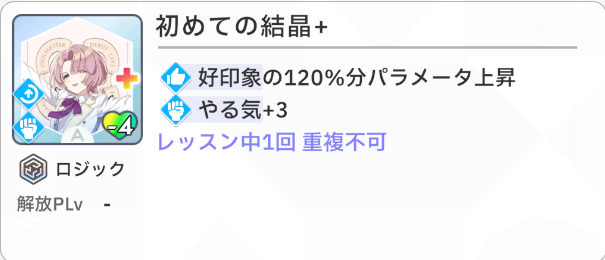 初めての結晶+
好印象の120%分パラメータ上昇
やる気+3
レッスン中1回 重複不可
-4
A
ロジック
解放PLv -